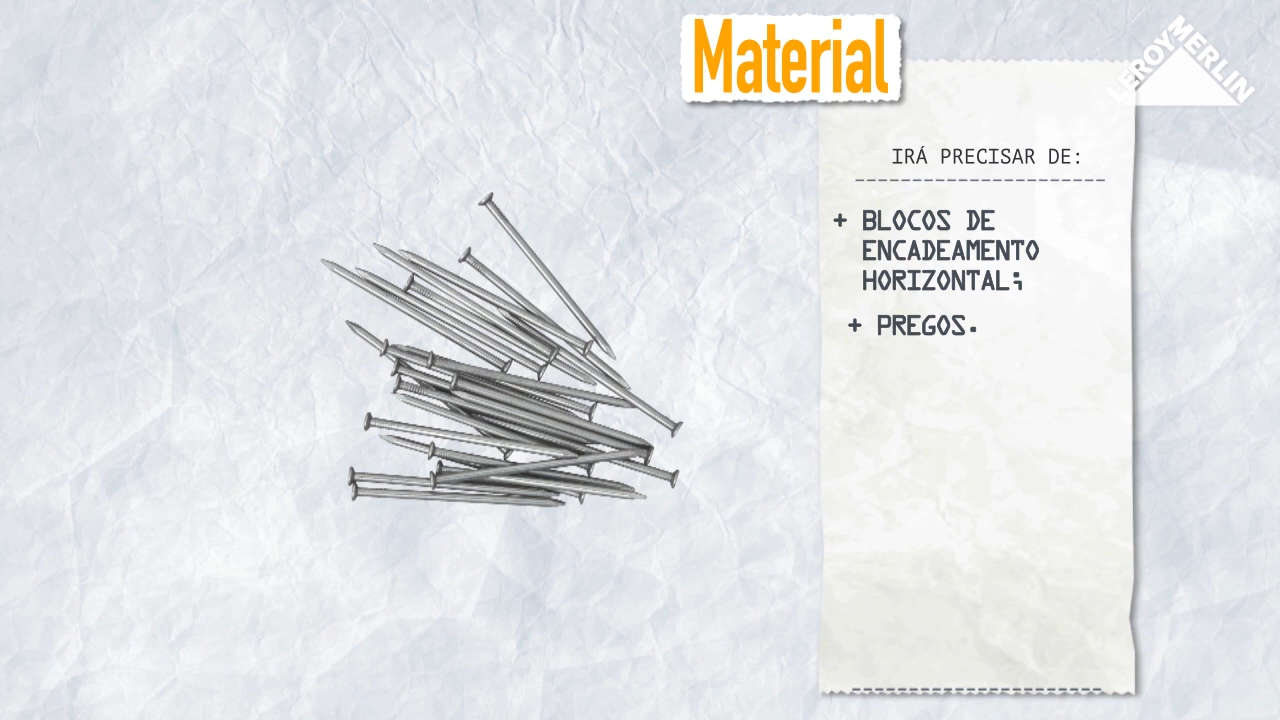 Material
LEROY MERLIN
IRÁ PRECISAR DE:
+ BLOCOS DE
ENCADEAMENTO
HORIZONTAL;
+ PREGOS.